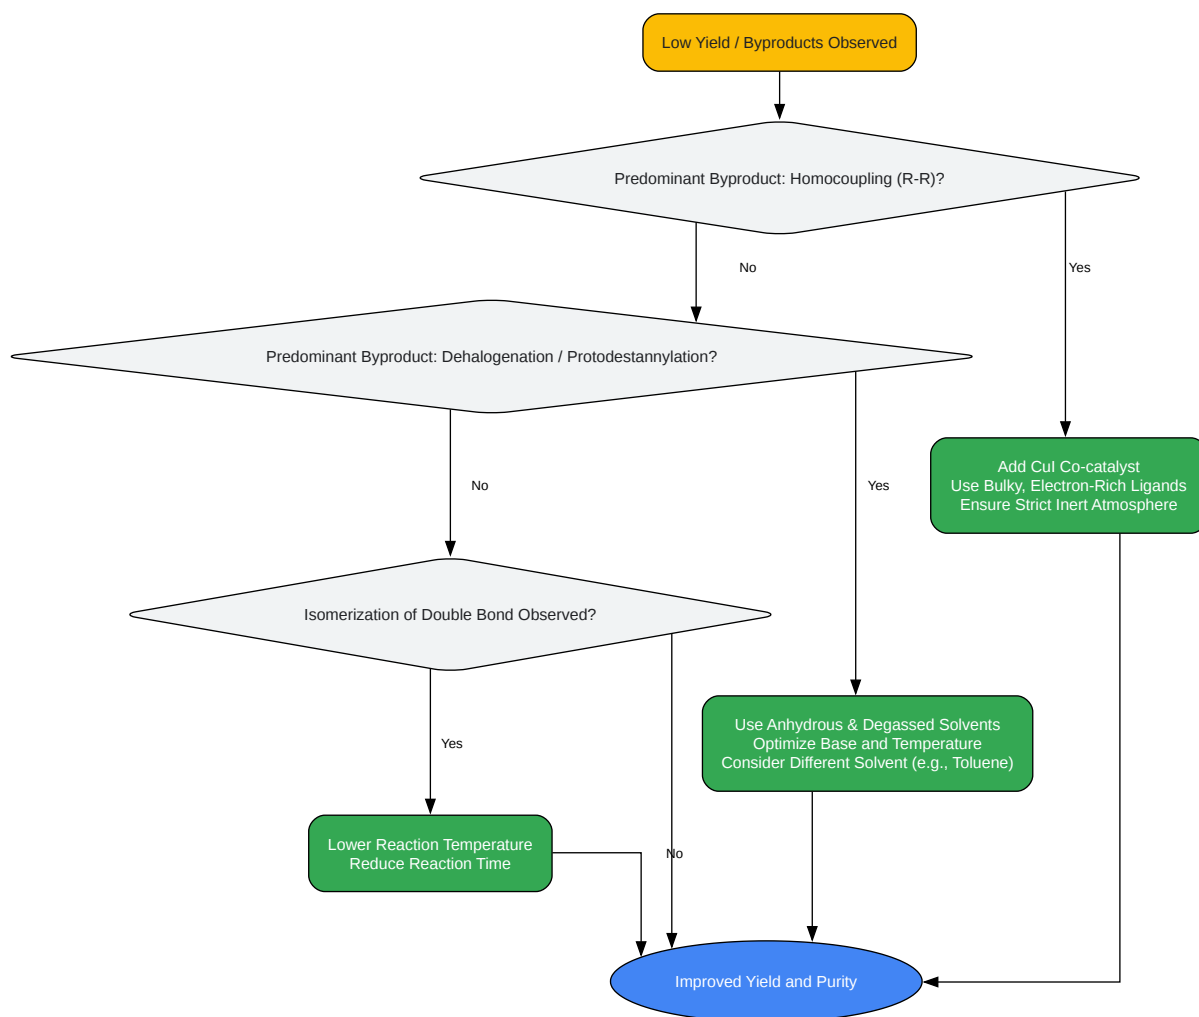 Low Yield / Byproducts Observed
Predominant Byproduct: Homocoupling (R-R)?
No
Yes
Predominant Byproduct: Dehalogenation / Protodestannylation?
No
Yes
Add CuI Co-catalyst
Use Bulky, Electron-Rich Ligands
Ensure Strict Inert Atmosphere
Isomerization of Double Bond Observed?
Yes
No
Use Anhydrous & Degassed Solvents
Optimize Base and Temperature
Consider Different Solvent (e.g., Toluene)
Lower Reaction Temperature
Reduce Reaction Time
Improved Yield and Purity